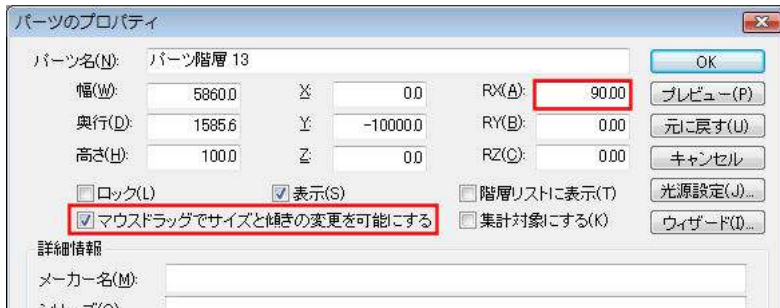 パーツのプロパティ
パーツ名(N): パーツ階層 13 OK
幅(W): 5860.0 X: 0.0 RX(A): 90.00 プレビュー(P)
奥行(D): 1585.6 Y: -10000.0 RY(B): 0.00 元に戻す(U)
高さ(H): 100.0 Z: 0.0 RZ(C): 0.00 キャンセル
ロック(L) 表示(S) 階層リストに表示(T) 光源設定(J)...
マウスドラッグでサイズと傾きの変更を可能にする 集計対象にする(K) ウィザード(I)...
詳細情報
メーカー名(M):